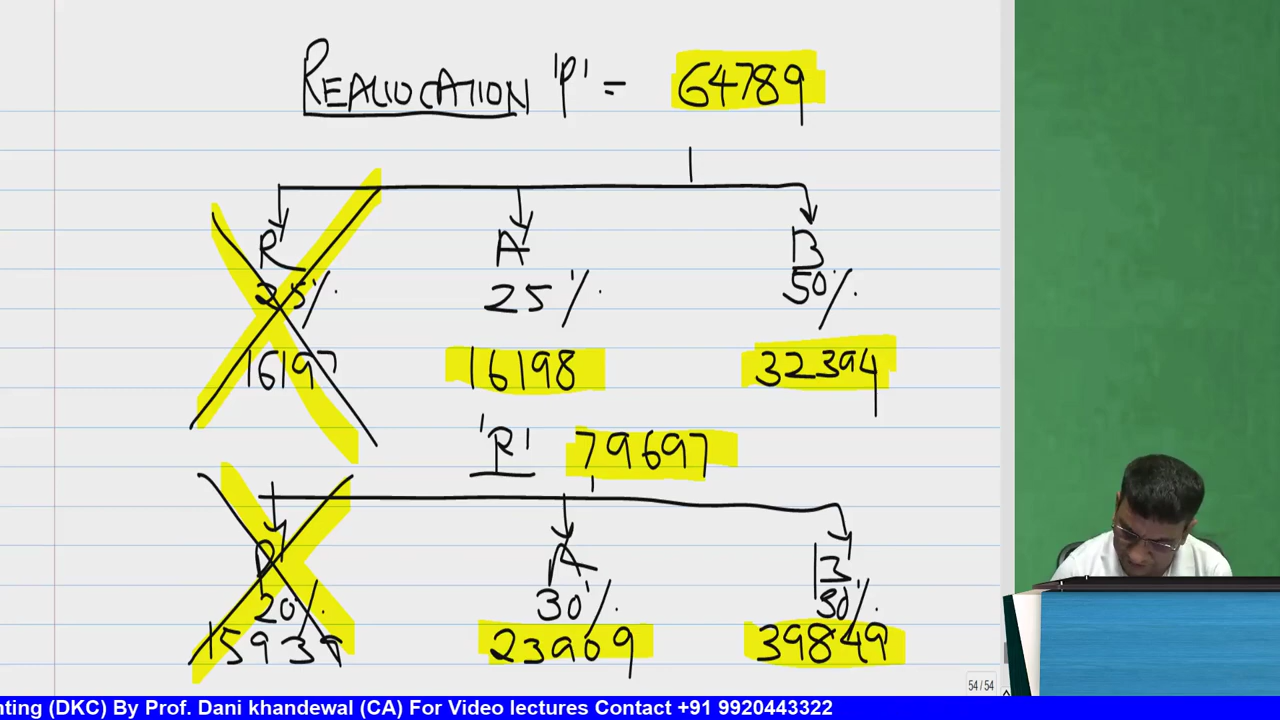 REALLOCATION 'P' = 64789
R A B
25% 25% 50%
16197 16198 32394
'R' 79697
P A B
20% 30% 50%
15939 23909 39849
54 / 54
nting (DKC) By Prof. Dani khandewal (CA) For Video lectures Contact +91 9920443322